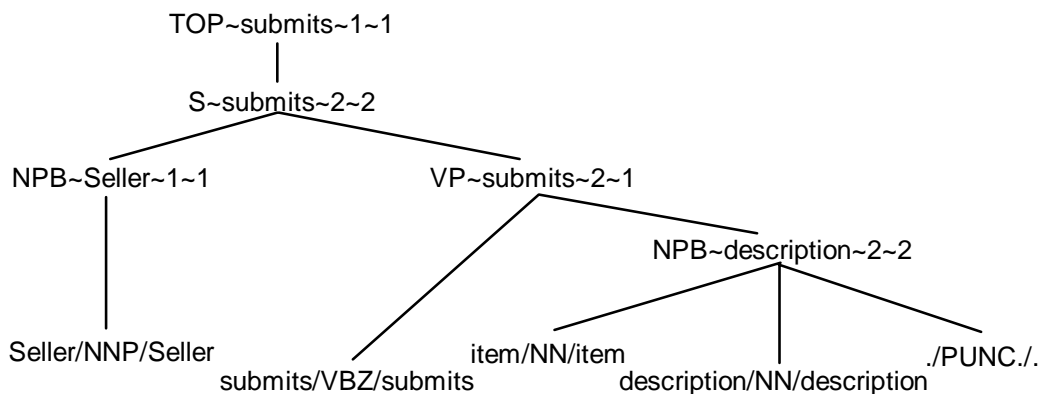 TOP~submits~1~1
S~submits~2~2
NPB~Seller~1~1
VP~submits~2~1
NPB~description~2~2
Seller/NNP/Seller
submits/VBZ/submits
item/NN/item
description/NN/description
./PUNC./.